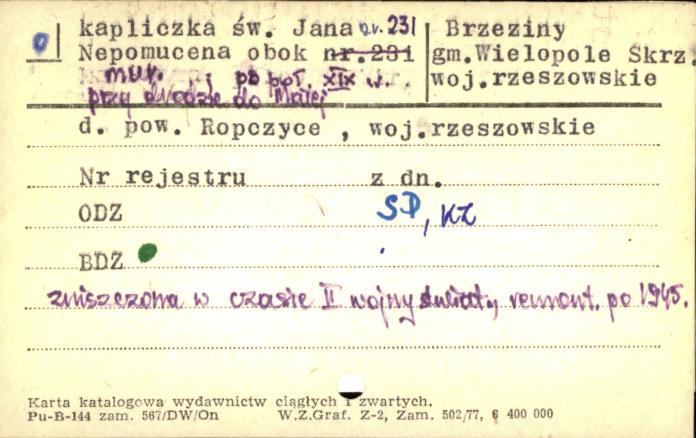 kapliczka św. Jana nr. 231
Nepomucena obok nr.231
mur. po poł. XIX w.
przy drodze do Małej
Brzeziny
gm.Wielopole Skrz.
woj.rzeszowskie
d. pow. Ropczyce , woj.rzeszowskie
Nr rejestru z dn.
ODZ SD, KZ
BDZ
zniszczona w czasie II wojny światy, remont. po 1945.
Karta katalogowa wydawnictw ciągłych i zwartych.
Pu-B-144 zam. 567/DW/On W.Z.Graf. Z-2, Zam. 502/77, 6 400 000